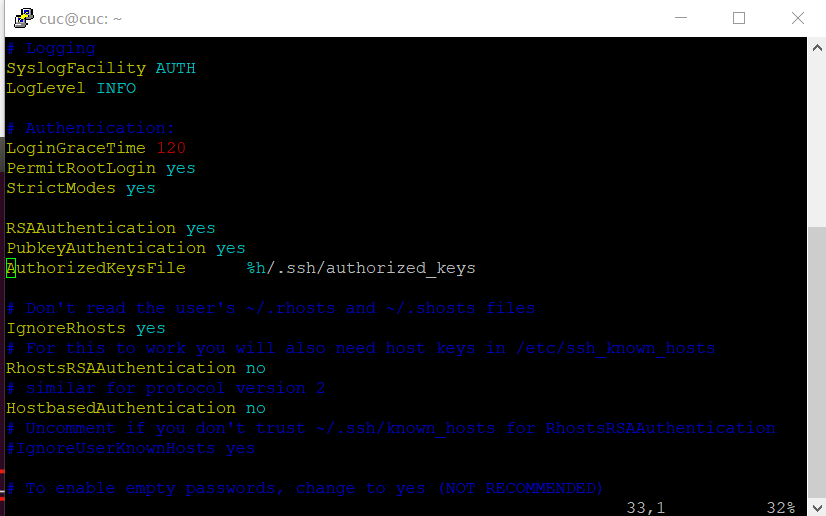 cuc@cuc: ~
# Logging
SyslogFacility AUTH
LogLevel INFO
# Authentication:
LoginGraceTime 120
PermitRootLogin yes
StrictModes yes
RSAAuthentication yes
PubkeyAuthentication yes
AuthorizedKeysFile      %h/.ssh/authorized_keys
# Don't read the user's ~/.rhosts and ~/.shosts files
IgnoreRhosts yes
# For this to work you will also need host keys in /etc/ssh_known_hosts
RhostsRSAAuthentication no
# similar for protocol version 2
HostbasedAuthentication no
# Uncomment if you don't trust ~/.ssh/known_hosts for RhostsRSAAuthentication
#IgnoreUserKnownHosts yes
# To enable empty passwords, change to yes (NOT RECOMMENDED)
33,1          32%